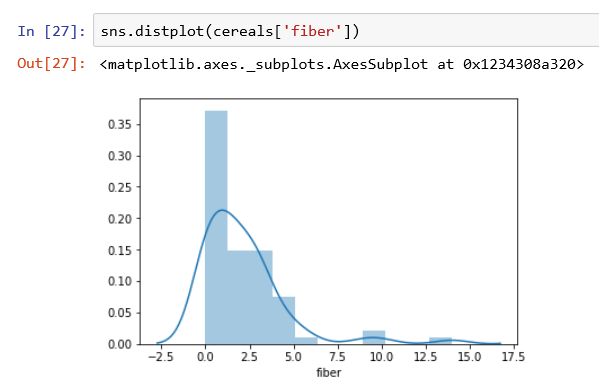 In [27]: sns.distplot(cereals['fiber'])
Out[27]: <matplotlib.axes._subplots.AxesSubplot at 0x1234308a320>
0.35
0.30
0.25
0.20
0.15
0.10
0.05
0.00
−2.5 0.0 2.5 5.0 7.5 10.0 12.5 15.0 17.5
fiber